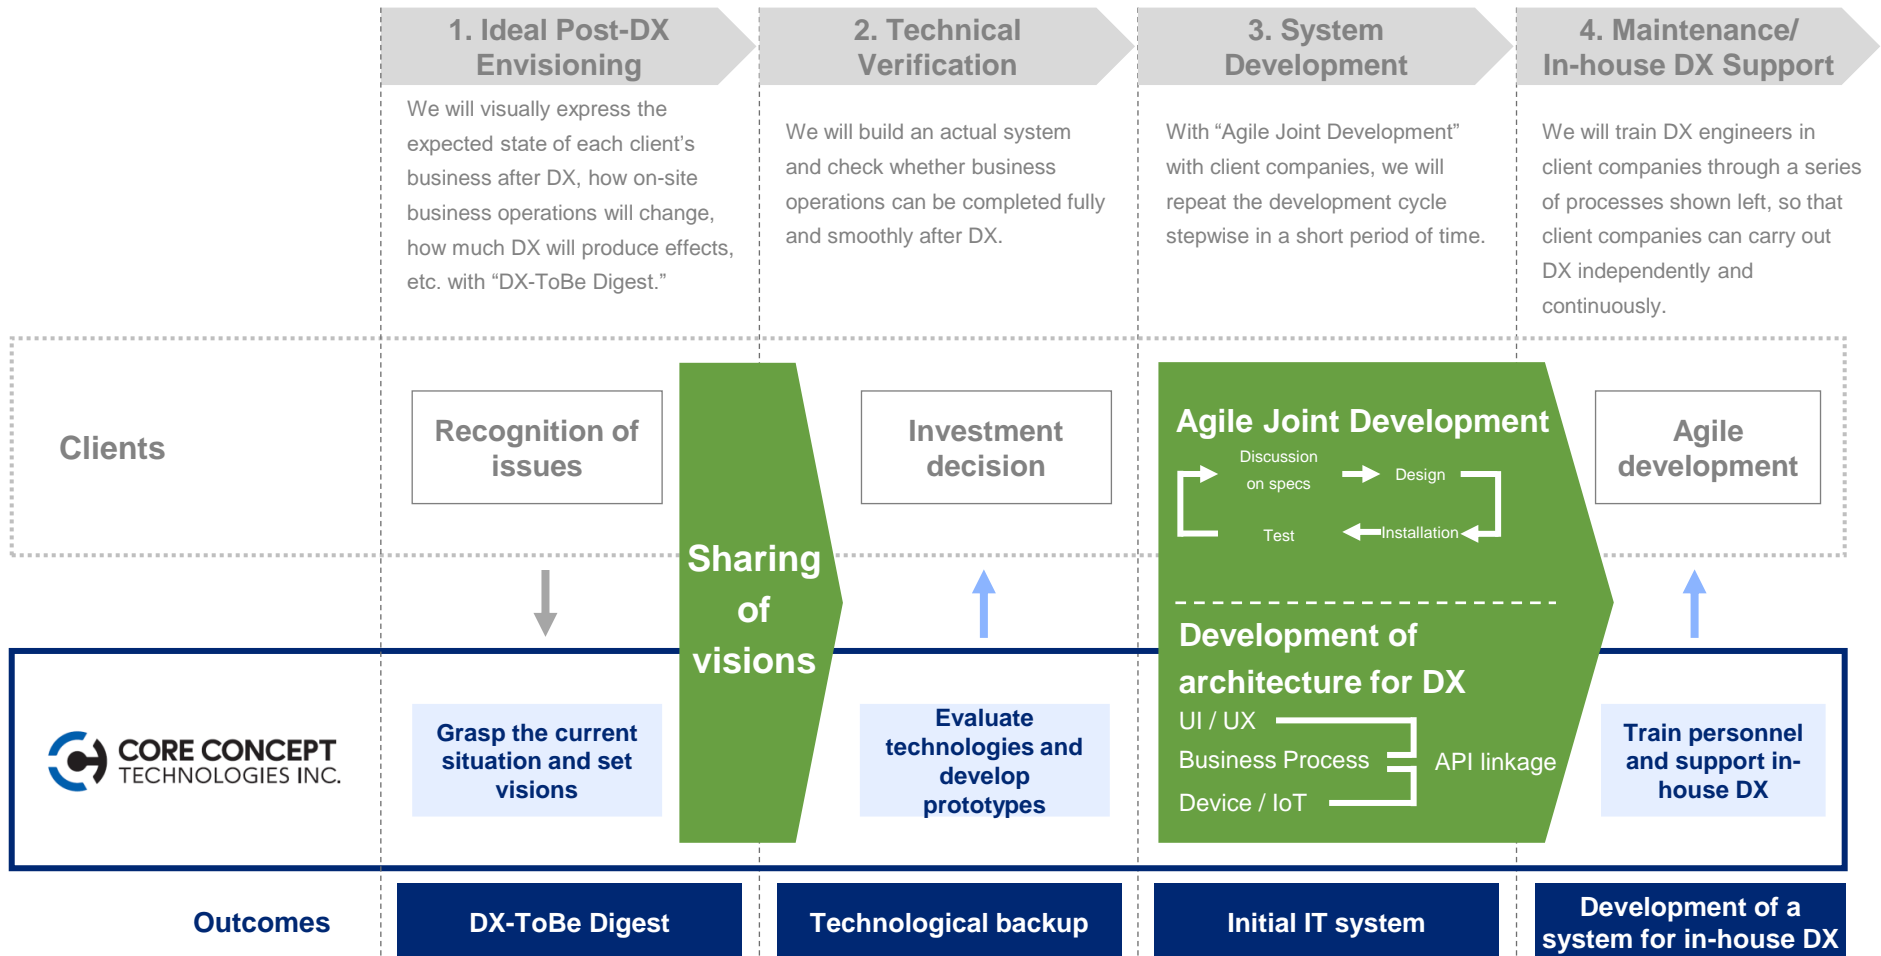 1. Ideal Post-DX
Envisioning
2. Technical
Verification
3. System
Development
4. Maintenance/
In-house DX Support
We will visually express the
expected state of each client's
business after DX, how on-site
business operations will change,
how much DX will produce effects,
etc. with “DX-ToBe Digest.”
We will build an actual system
and check whether business
operations can be completed fully
and smoothly after DX.
With “Agile Joint Development”
with client companies, we will
repeat the development cycle
stepwise in a short period of time.
We will train DX engineers in
client companies through a series
of processes shown left, so that
client companies can carry out
DX independently and
continuously.
Clients
Recognition of
issues
Sharing
of
visions
Investment
decision
Agile Joint Development
Discussion
on specs
Design
Installation
Test
Agile
development
Development of
architecture for DX
UI / UX
Business Process
Device / IoT
API linkage
CORE CONCEPT
TECHNOLOGIES INC.
Grasp the current
situation and set
visions
Evaluate
technologies and
develop
prototypes
Train personnel
and support in-
house DX
Outcomes
DX-ToBe Digest
Technological backup
Initial IT system
Development of a
system for in-house DX